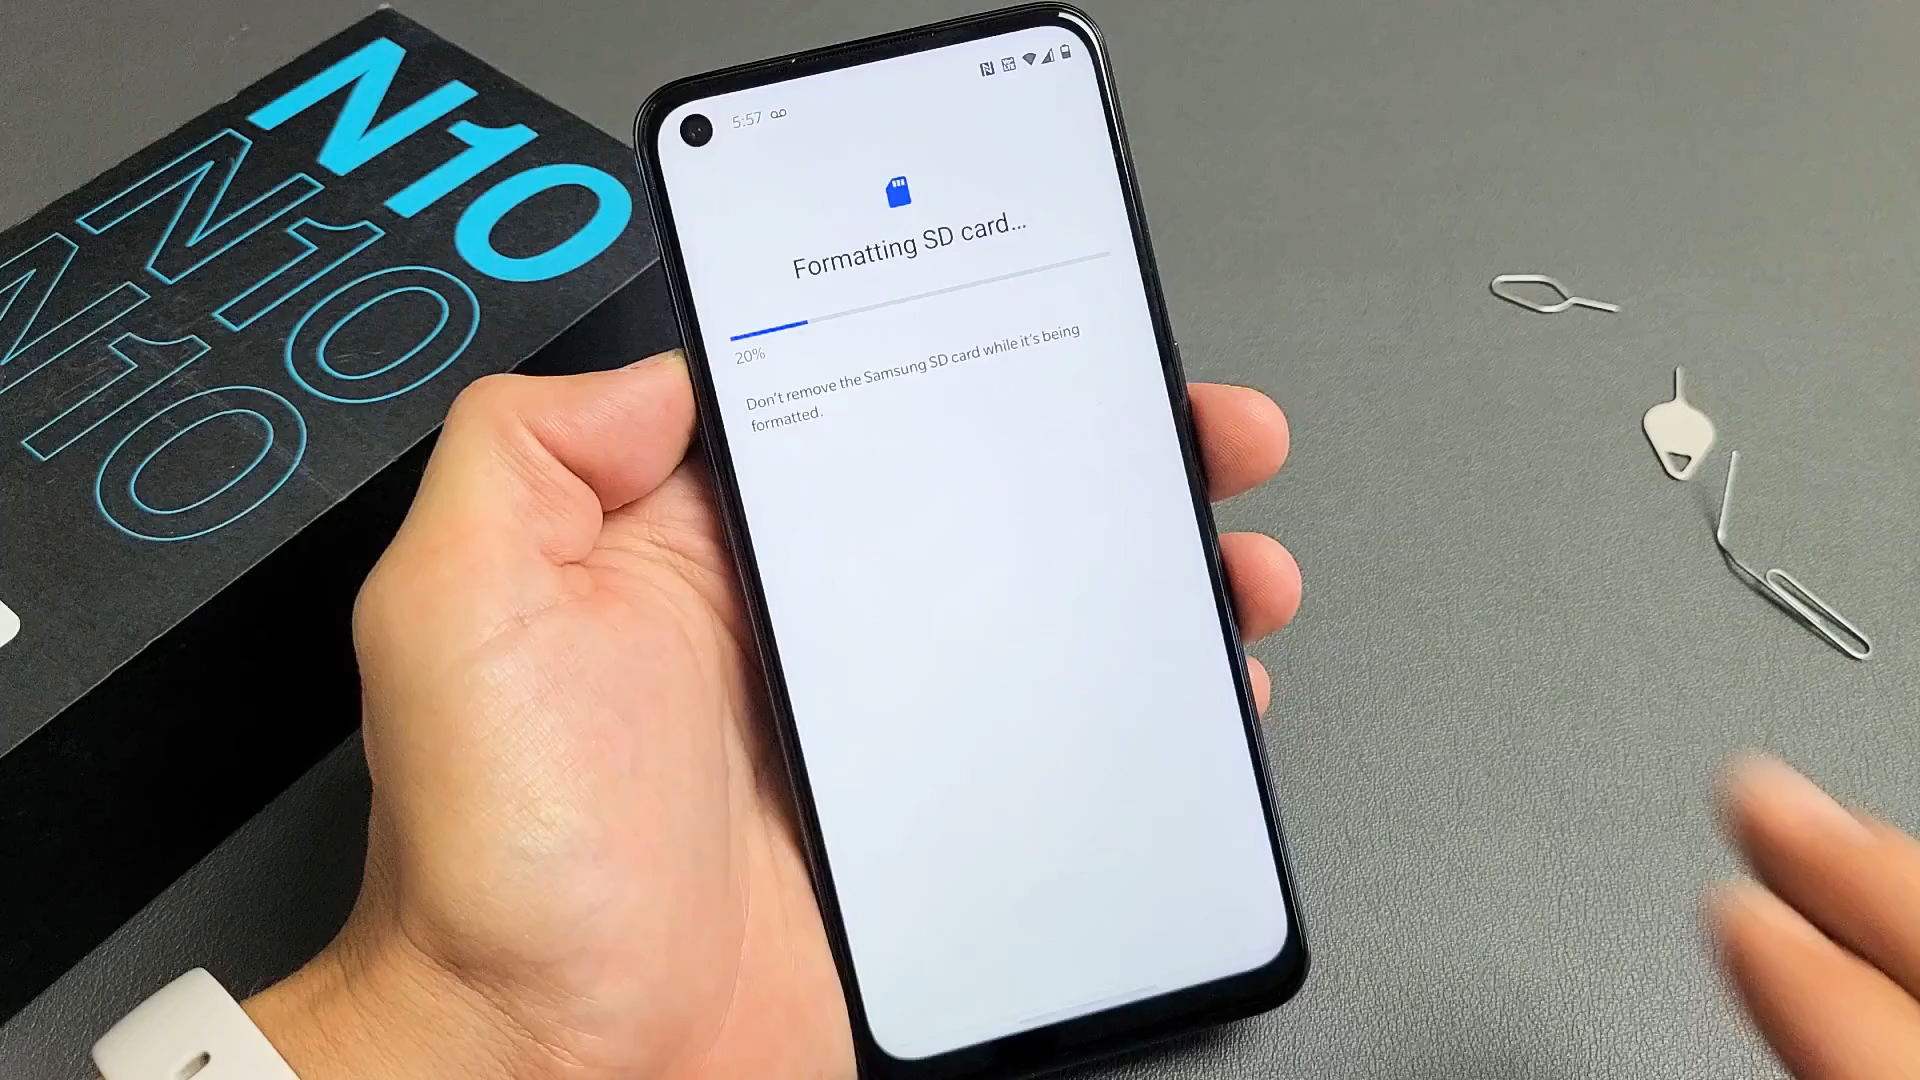 N10
N10
N10
5:57
Formatting SD card...
20%
Don't remove the Samsung SD card while it's being
formatted.